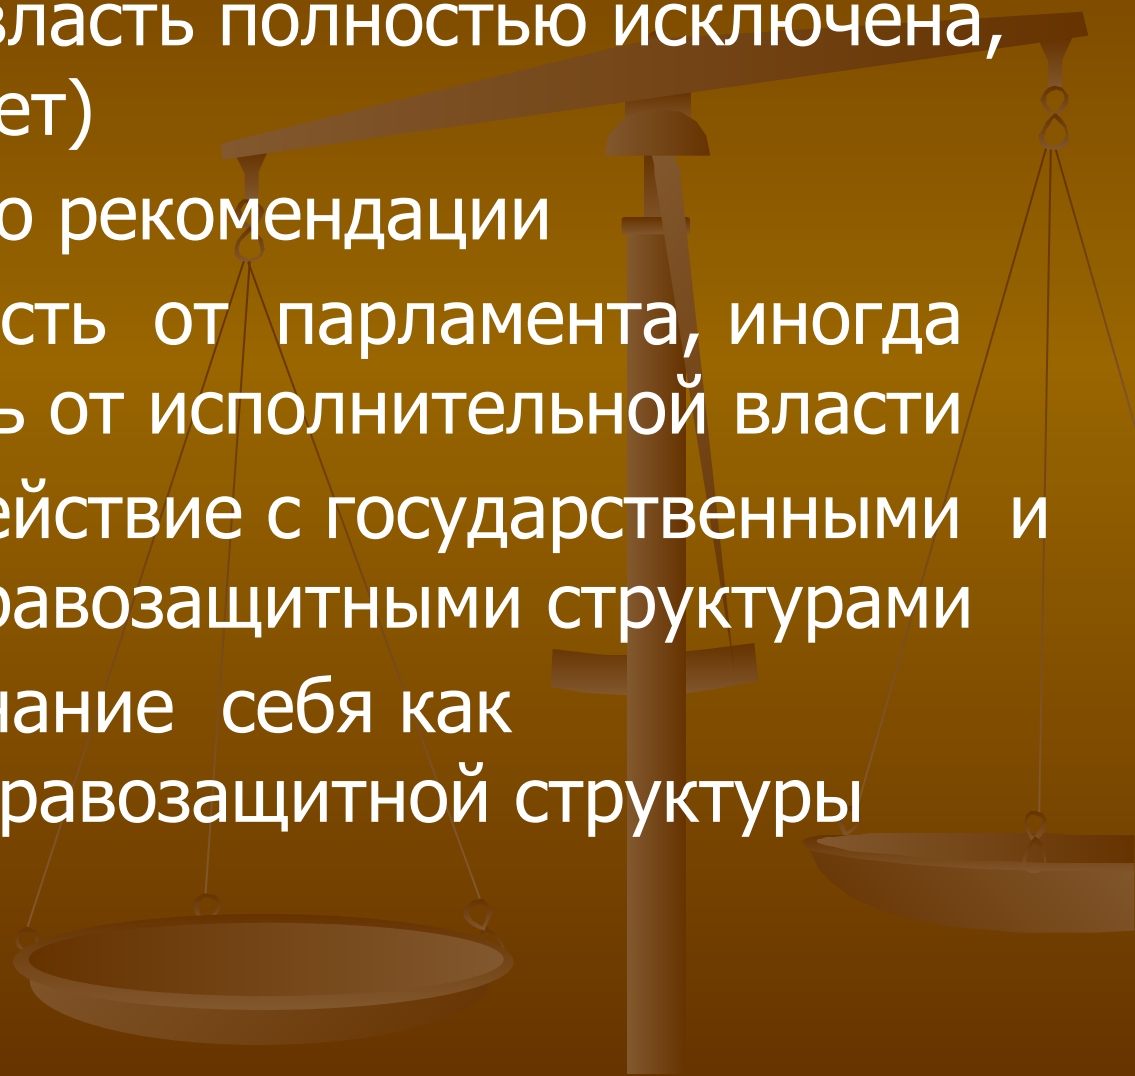 власть полностью исключена,
ет)
о рекомендации
сть от парламента, иногда
ь от исполнительной власти
ействие с государственными и
равозащитными структурами
нание себя как
равозащитной структуры